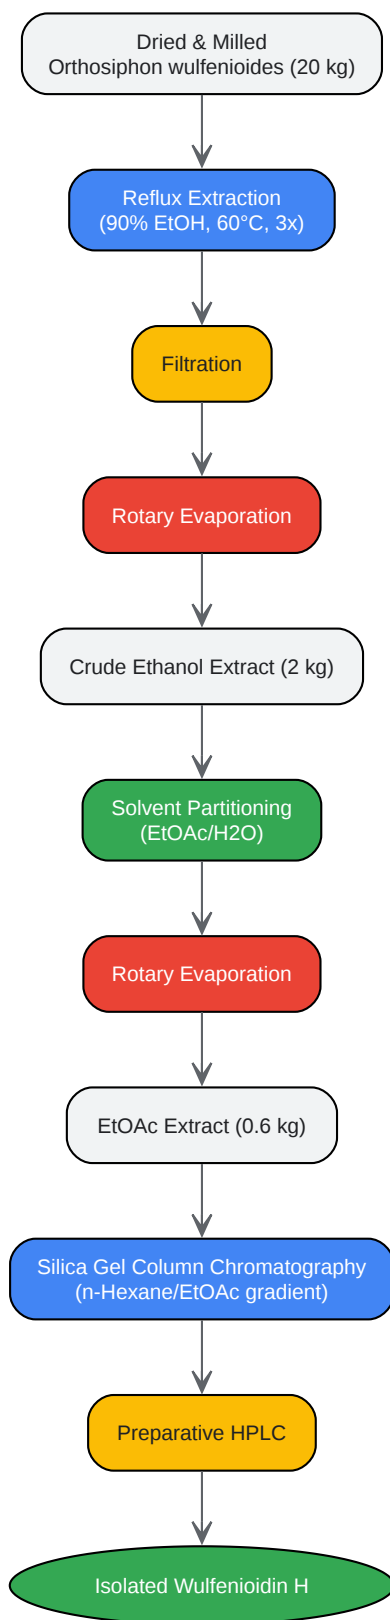 Dried & Milled
Orthosiphon wulfenioides (20 kg)
Reflux Extraction
(90% EtOH, 60°C, 3x)
Filtration
Rotary Evaporation
Crude Ethanol Extract (2 kg)
Solvent Partitioning
(EtOAc/H2O)
Rotary Evaporation
EtOAc Extract (0.6 kg)
Silica Gel Column Chromatography
(n-Hexane/EtOAc gradient)
Preparative HPLC
Isolated Wulfenioidin H